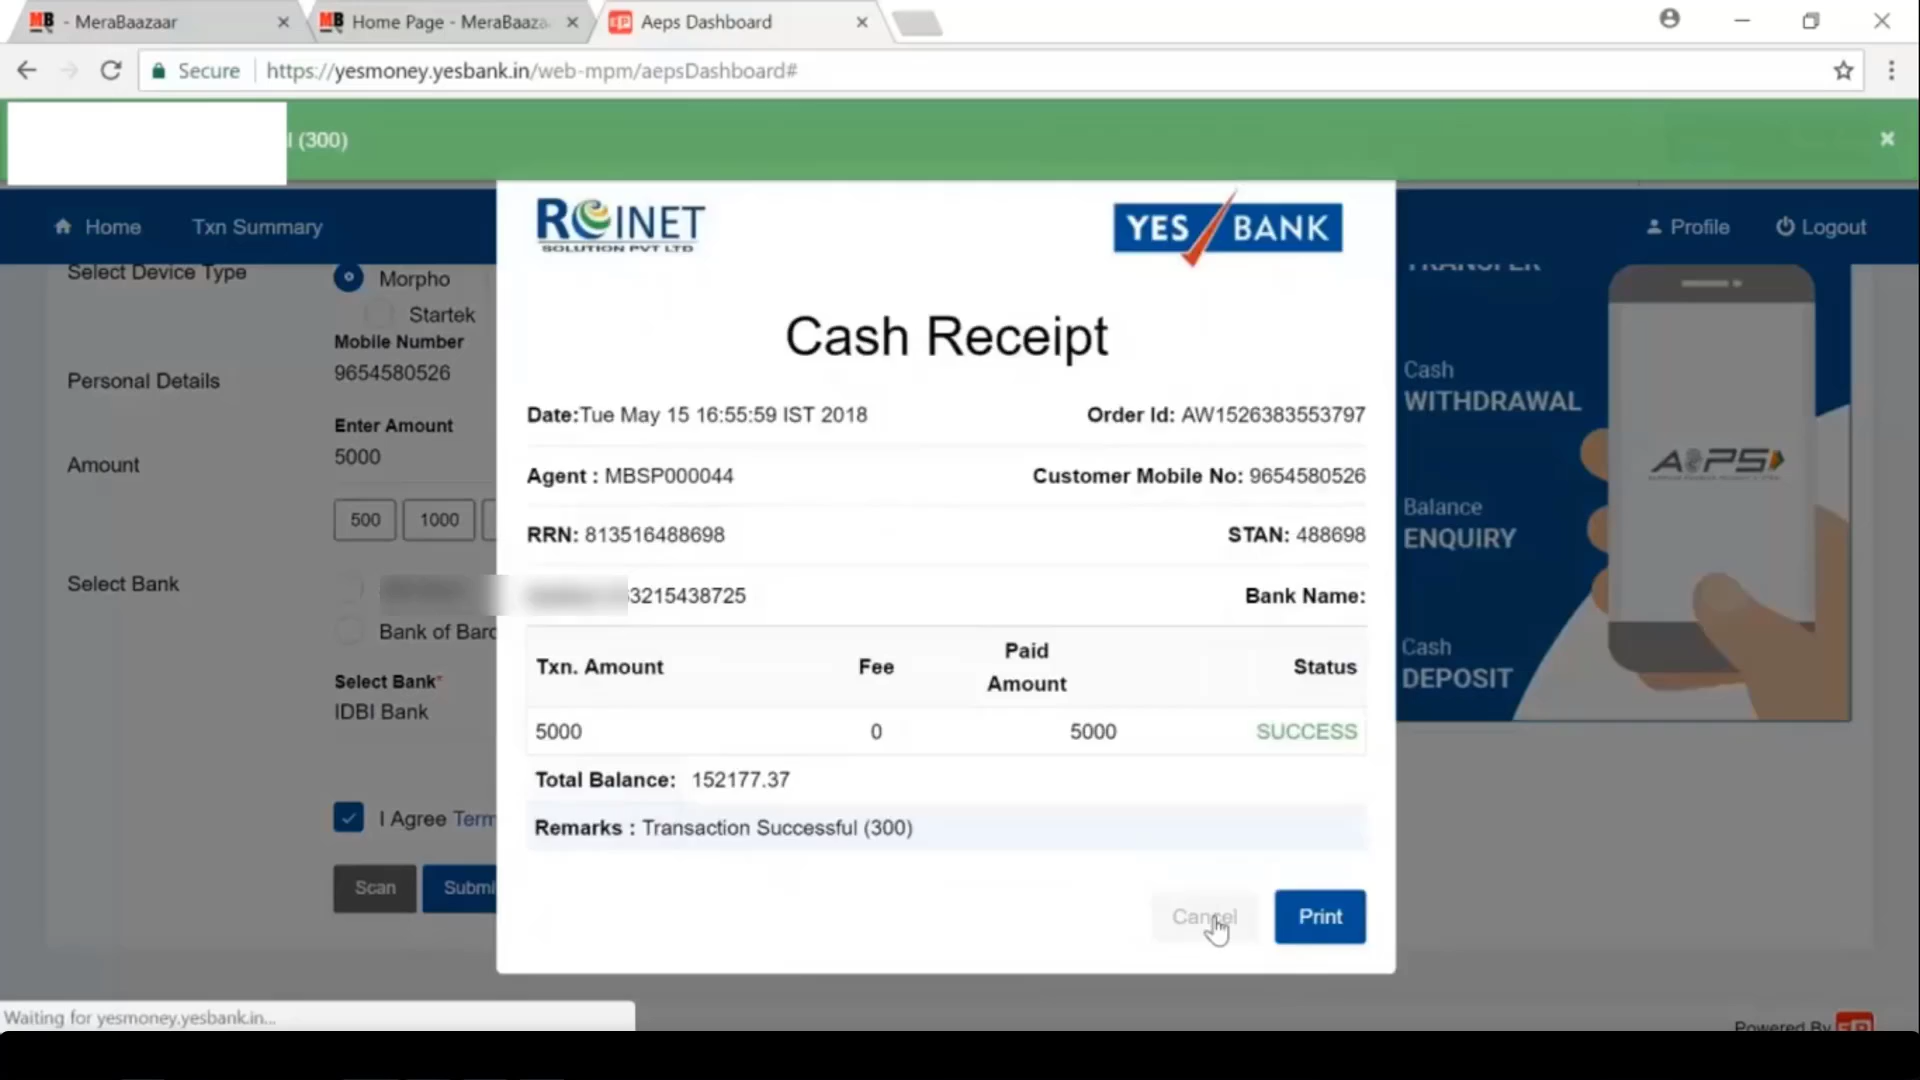 - MeraBaazaar
Home Page - MeraBaaza
Aeps Dashboard
Secure https://yesmoney.yesbank.in/web-mpm/aepsDashboard#
l (300)
Home Txn Summary
Profile Logout
Select Device Type
Morpho
Startek
Mobile Number
9654580526
Personal Details
Enter Amount
5000
Amount
500 1000
Select Bank
Bank of Barc
Select Bank*
IDBI Bank
I Agree Term
Scan Submi
ROINET
SOLUTION PVT LTD
YES BANK
Cash Receipt
Date:Tue May 15 16:55:59 IST 2018 Order Id: AW1526383553797
Agent : MBSP000044 Customer Mobile No: 9654580526
RRN: 813516488698 STAN: 488698
3215438725 Bank Name:
Txn. Amount Fee Paid Amount Status
5000 0 5000 SUCCESS
Total Balance: 152177.37
Remarks : Transaction Successful (300)
Cancel Print
TRANSFER
Cash
WITHDRAWAL
Balance
ENQUIRY
Cash
DEPOSIT
AePS
Waiting for yesmoney.yesbank.in...
Powered By